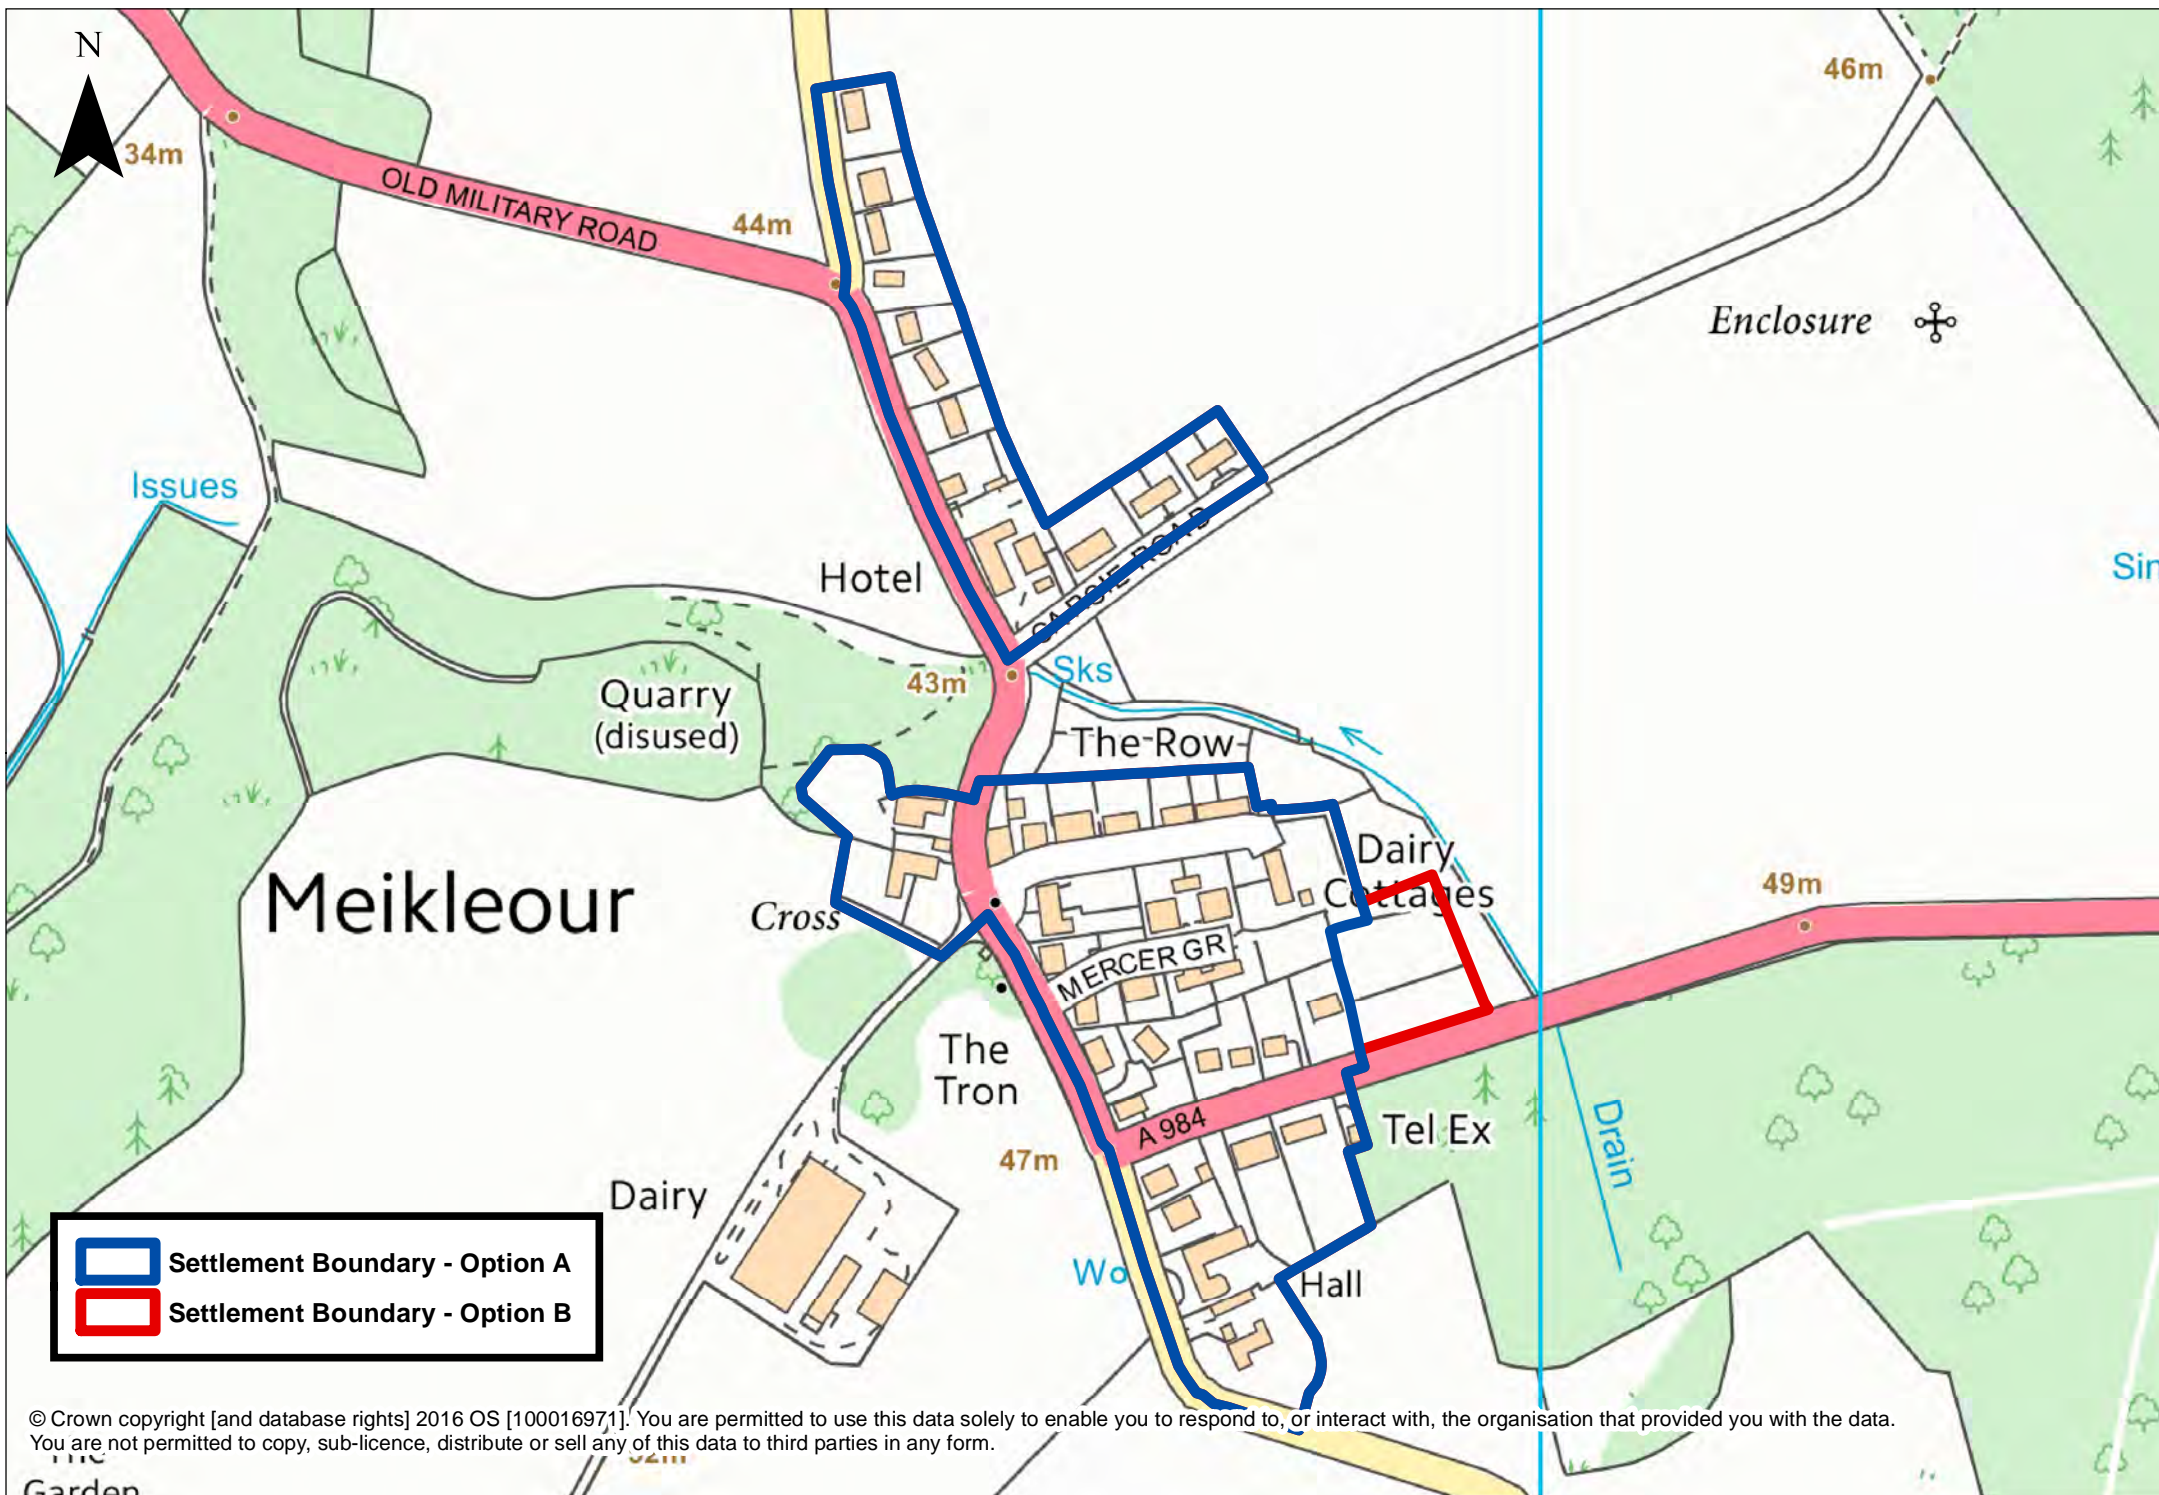 N
46m
34m
OLD MILITARY ROAD
44m
Enclosure
Issues
Hotel
CARGIE ROAD
Sks
43m
Quarry
(disused)
The Row
Dairy
Cottages
49m
Meikleour
Cross
MERCER GR
The
Tron
A 984
Tel Ex
Drain
47m
Dairy
Hall
Settlement Boundary - Option A
Settlement Boundary - Option B
© Crown copyright [and database rights] 2016 OS [100016971]. You are permitted to use this data solely to enable you to respond to, or interact with, the organisation that provided you with the data.
You are not permitted to copy, sub-licence, distribute or sell any of this data to third parties in any form.
Garden